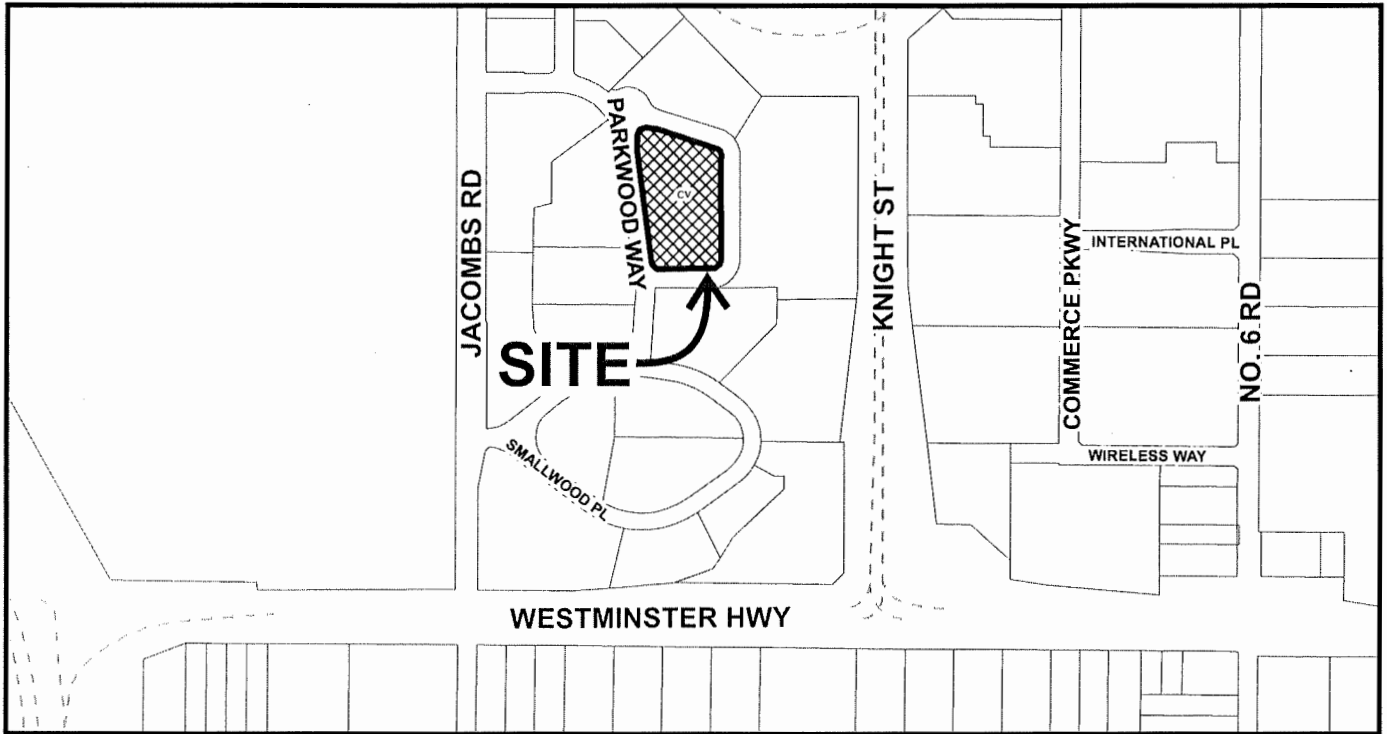 PARKWOOD WAY
JACOMBS RD
CV
KNIGHT ST
COMMERCE PKWY
INTERNATIONAL PL
NO. 6 RD
SITE
SMALLWOOD PL
WIRELESS WAY
WESTMINSTER HWY